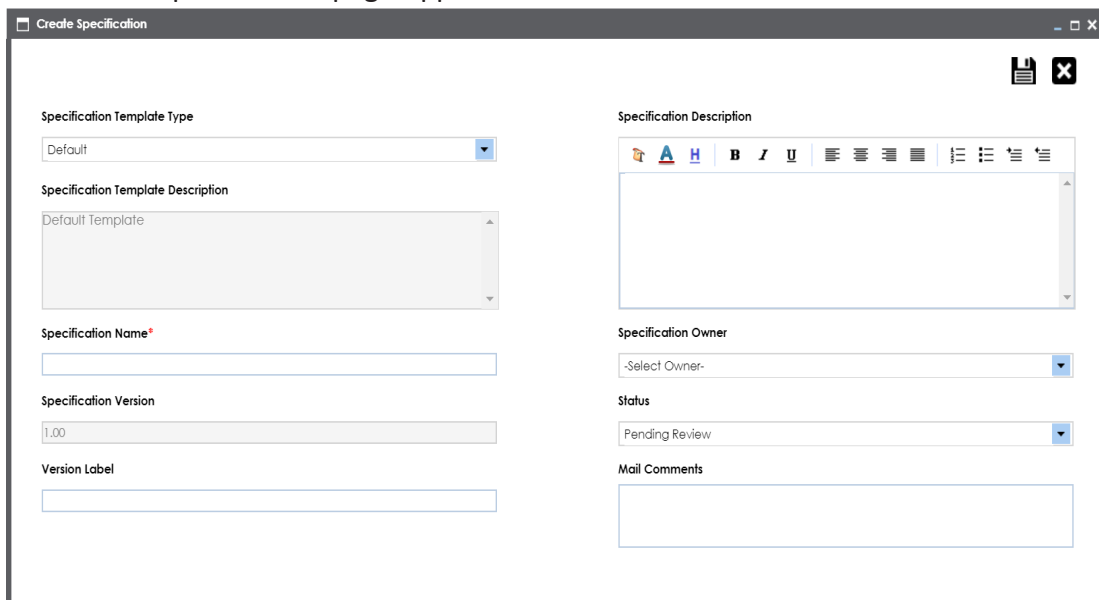 Create Specification
Specification Template Type
Default
Specification Template Description
Default Template
Specification Name*
Specification Version
1.00
Version Label
Specification Description
A H B I U
Specification Owner
-Select Owner-
Status
Pending Review
Mail Comments